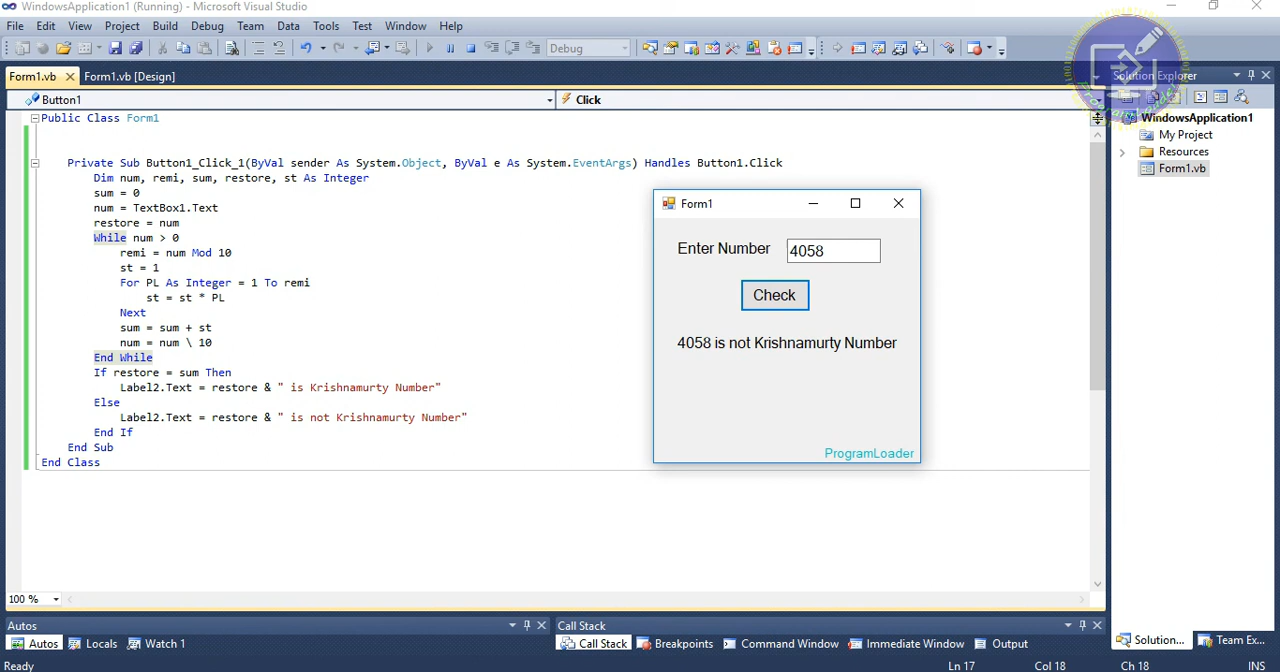 WindowsApplication1 (Running) - Microsoft Visual Studio
File Edit View Project Build Debug Team Data Tools Test Window Help
Debug
Form1.vb Form1.vb [Design]
Button1 Click
Public Class Form1
Private Sub Button1_Click_1(ByVal sender As System.Object, ByVal e As System.EventArgs) Handles Button1.Click
Dim num, remi, sum, restore, st As Integer
sum = 0
num = TextBox1.Text
restore = num
While num > 0
remi = num Mod 10
st = 1
For PL As Integer = 1 To remi
st = st * PL
Next
sum = sum + st
num = num \ 10
End While
If restore = sum Then
Label2.Text = restore & " is Krishnamurty Number"
Else
Label2.Text = restore & " is not Krishnamurty Number"
End If
End Sub
End Class
Form1
Enter Number 4058
Check
4058 is not Krishnamurty Number
ProgramLoader
Solution Explorer
WindowsApplication1
My Project
Resources
Form1.vb
100 %
Autos
Autos Locals Watch 1
Call Stack
Call Stack Breakpoints Command Window Immediate Window Output
Solution... Team Ex...
Ready Ln 17 Col 18 Ch 18 INS